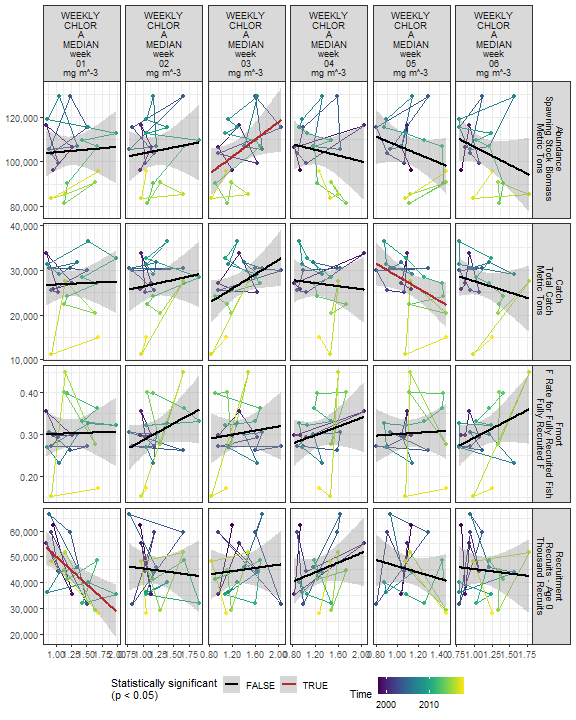 WEEKLY
CHLOR
A
MEDIAN
week
01
mg m^-3
WEEKLY
CHLOR
A
MEDIAN
week
02
mg m^-3
WEEKLY
CHLOR
A
MEDIAN
week
03
mg m^-3
WEEKLY
CHLOR
A
MEDIAN
week
04
mg m^-3
WEEKLY
CHLOR
A
MEDIAN
week
05
mg m^-3
WEEKLY
CHLOR
A
MEDIAN
week
06
mg m^-3
120,000
100,000
80,000
Abundance
Spawning Stock Biomass
Metric Tons
40,000
30,000
20,000
10,000
Catch
Total Catch
Metric Tons
0.40
0.30
0.20
Fmort
F Rate for Fully Recruited Fish
Fully Recruited F
60,000
50,000
40,000
30,000
20,000
Recruitment
Recruits - Age 0
Thousand Recruits
1.00 1.25 1.50 1.75 2.00
1.00 1.25 1.50 1.75
0.80 1.20 1.60 2.00
0.80 1.20 1.60 2.00
0.80 1.00 1.20 1.40
0.75 1.00 1.25 1.50 1.75
Statistically significant
(p < 0.05)
FALSE
TRUE
Time
2000 2010